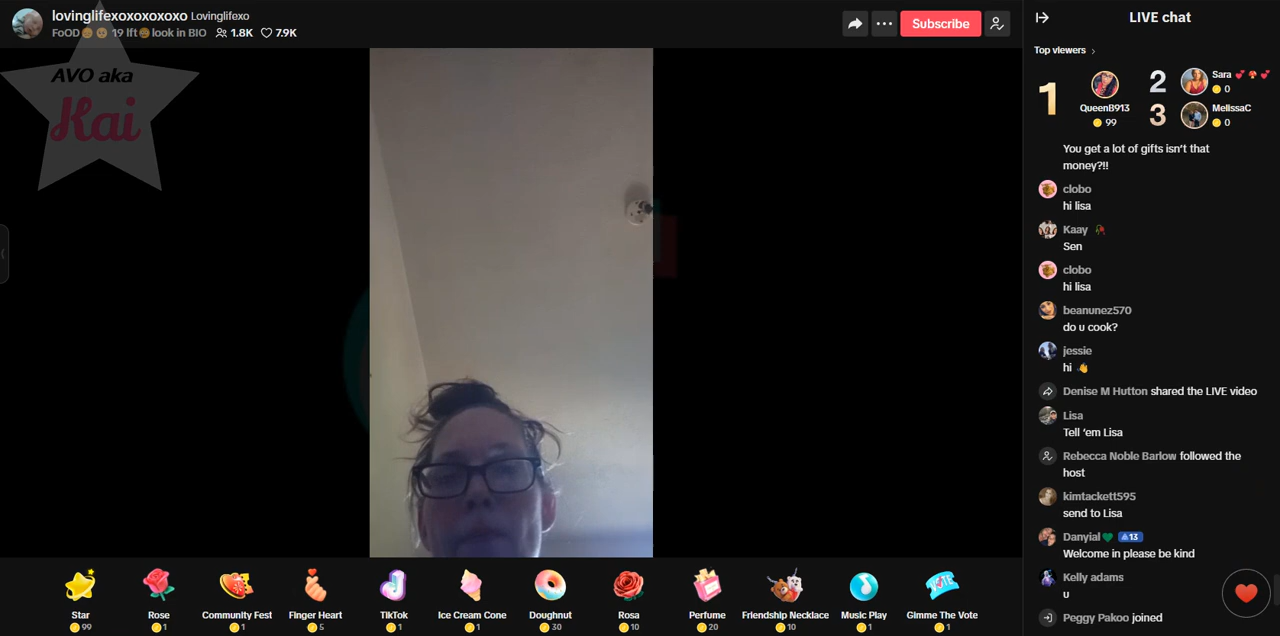 lovinglifexoxoxoxoxo Lovinglifexo
FoOD😊😊 19 lft😊look in BIO 1.8K 7.9K
Subscribe
AVO aka
Kai
LIVE chat
Top viewers
1
QueenB913
99
2
Sara 💕🍄💕
0
3
MelissaC
0
You get a lot of gifts isn't that
money?!!
clobo
hi lisa
Kaay 🥀
Sen
clobo
hi lisa
beanunez570
do u cook?
jessie
hi 👋
Denise M Hutton shared the LIVE video
Lisa
Tell 'em Lisa
Rebecca Noble Barlow followed the
host
kimtackett595
send to Lisa
Danyial💚 13
Welcome in please be kind
Kelly adams
u
Peggy Pakoo joined
Star
99
Rose
1
Community Fest
1
Finger Heart
5
TikTok
1
Ice Cream Cone
1
Doughnut
30
Rosa
10
Perfume
20
Friendship Necklace
10
Music Play
1
Gimme The Vote
1